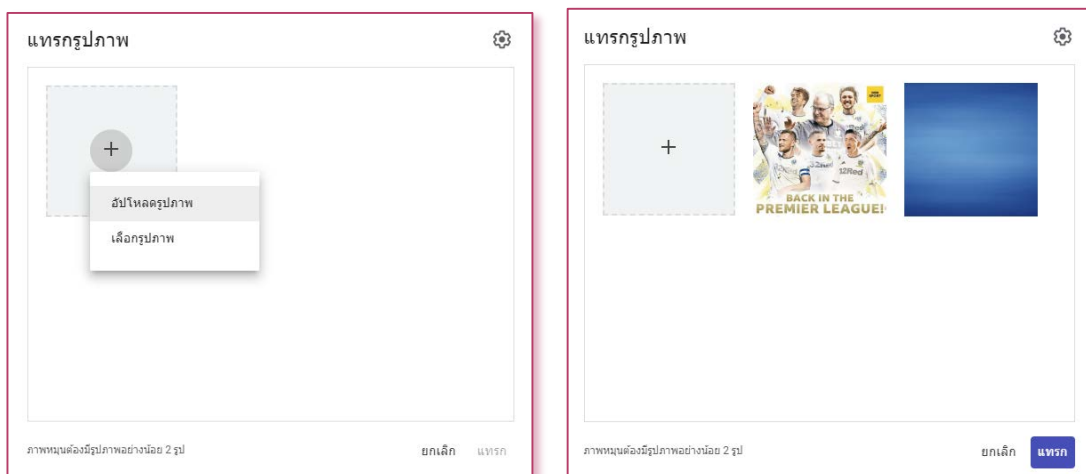 แทรกรูปภาพ
+
อัปโหลดรูปภาพ
เลือกรูปภาพ
ภาพหมุนต้องมีรูปภาพอย่างน้อย 2 รูป
ยกเลิก แทรก
แทรกรูปภาพ
+
BACK IN THE
PREMIER LEAGUE!
12Red
ภาพหมุนต้องมีรูปภาพอย่างน้อย 2 รูป
ยกเลิก แทรก